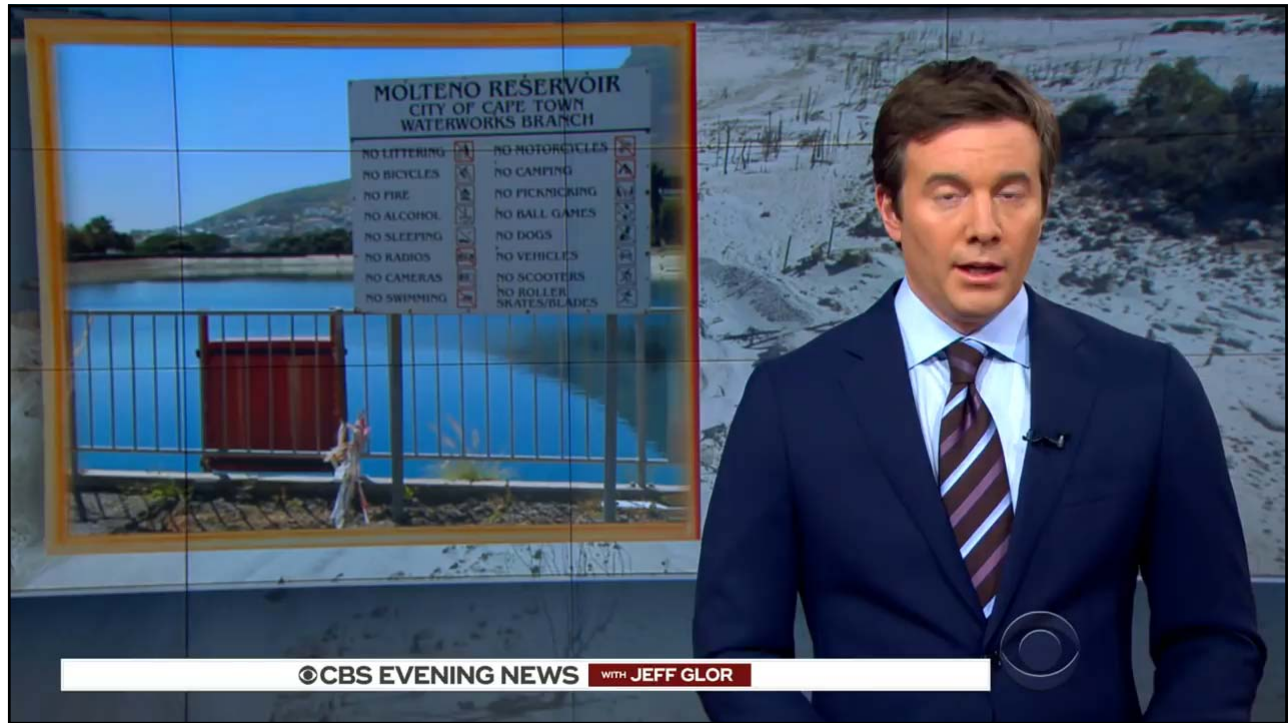 MOLTENO RESERVOIR
CITY OF CAPE TOWN
WATERWORKS BRANCH
NO LITTERING
NO BICYCLES
NO FIRE
NO ALCOHOL
NO SLEEPING
NO RADIOS
NO CAMERAS
NO SWIMMING
NO MOTORCYCLES
NO CAMPING
NO PICKNICKING
NO BALL GAMES
NO DOGS
NO VEHICLES
NO SCOOTERS
NO ROLLER
SKATES/BLADES
CBS EVENING NEWS WITH JEFF GLOR